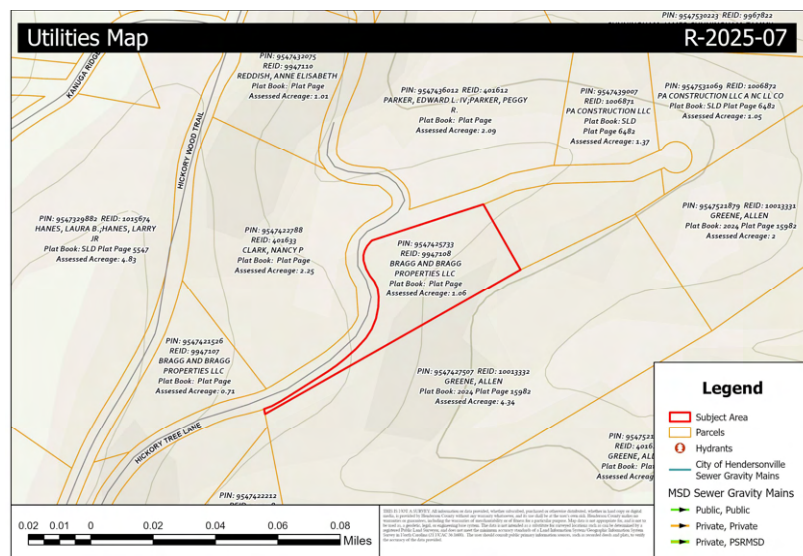 PIN: 9547530223 REID: 9967822
Utilities Map
R-2025-07
PIN: 9547432075
REID: 9947110
REDDISH, ANNE ELISABETH
Plat Book: Plat Page
Assessed Acreage: 1.01
PIN: 9547436012 REID: 401612
PARKER, EDWARD L. IV;PARKER, PEGGY
R.
Plat Book: Plat Page
Assessed Acreage: 2.09
PIN: 9547439007
REID: 1006871
PA CONSTRUCTION LLC
Plat Book: SLD
Plat Page 6482
Assessed Acreage: 1.37
PIN: 9547531069 REID: 1006872
PA CONSTRUCTION LLC A NC LL CO
Plat Book: SLD Plat Page 6482
Assessed Acreage: 1.05
KANUGA RIDGE
HICKORY WOOD TRAIL
PIN: 9547329882 REID: 1015674
HANES, LAURA B.;HANES, LARRY
JR
Plat Book: SLD Plat Page 5547
Assessed Acreage: 4.83
PIN: 9547422788
REID: 401633
CLARK, NANCY P
Plat Book: Plat Page
Assessed Acreage: 2.25
PIN: 9547425733
REID: 9947108
BRAGG AND BRAGG
PROPERTIES LLC
Plat Book: Plat Page
Assessed Acreage: 1.06
PIN: 9547521879 REID: 10013331
GREENE, ALLEN
Plat Book: 2024 Plat Page 15982
Assessed Acreage: 2
PIN: 9547421526
REID: 9947107
BRAGG AND BRAGG
PROPERTIES LLC
Plat Book: Plat Page
Assessed Acreage: 0.71
PIN: 9547427507 REID: 10013332
GREENE, ALLEN
Plat Book: 2024 Plat Page 15982
Assessed Acreage: 4.34
HICKORY TREE LANE
GREENE, AL
Plat Book: Pl
Assessed Acre
PIN: 9547422212
Legend
Subject Area
Parcels
Hydrants
City of Hendersonville
Sewer Gravity Mains
MSD Sewer Gravity Mains
Public, Public
Private, Private
Private, PSRMSD
0.02 0.01 0 0.02 0.04 0.06 0.08
Miles